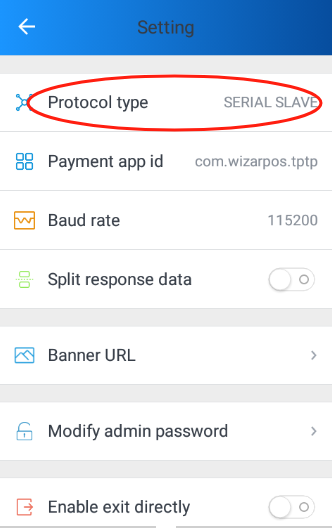 Setting
Protocol type SERIAL SLAVE
Payment app id com.wizarpos.tptp
Baud rate 115200
Split response data
Banner URL
Modify admin password
Enable exit directly